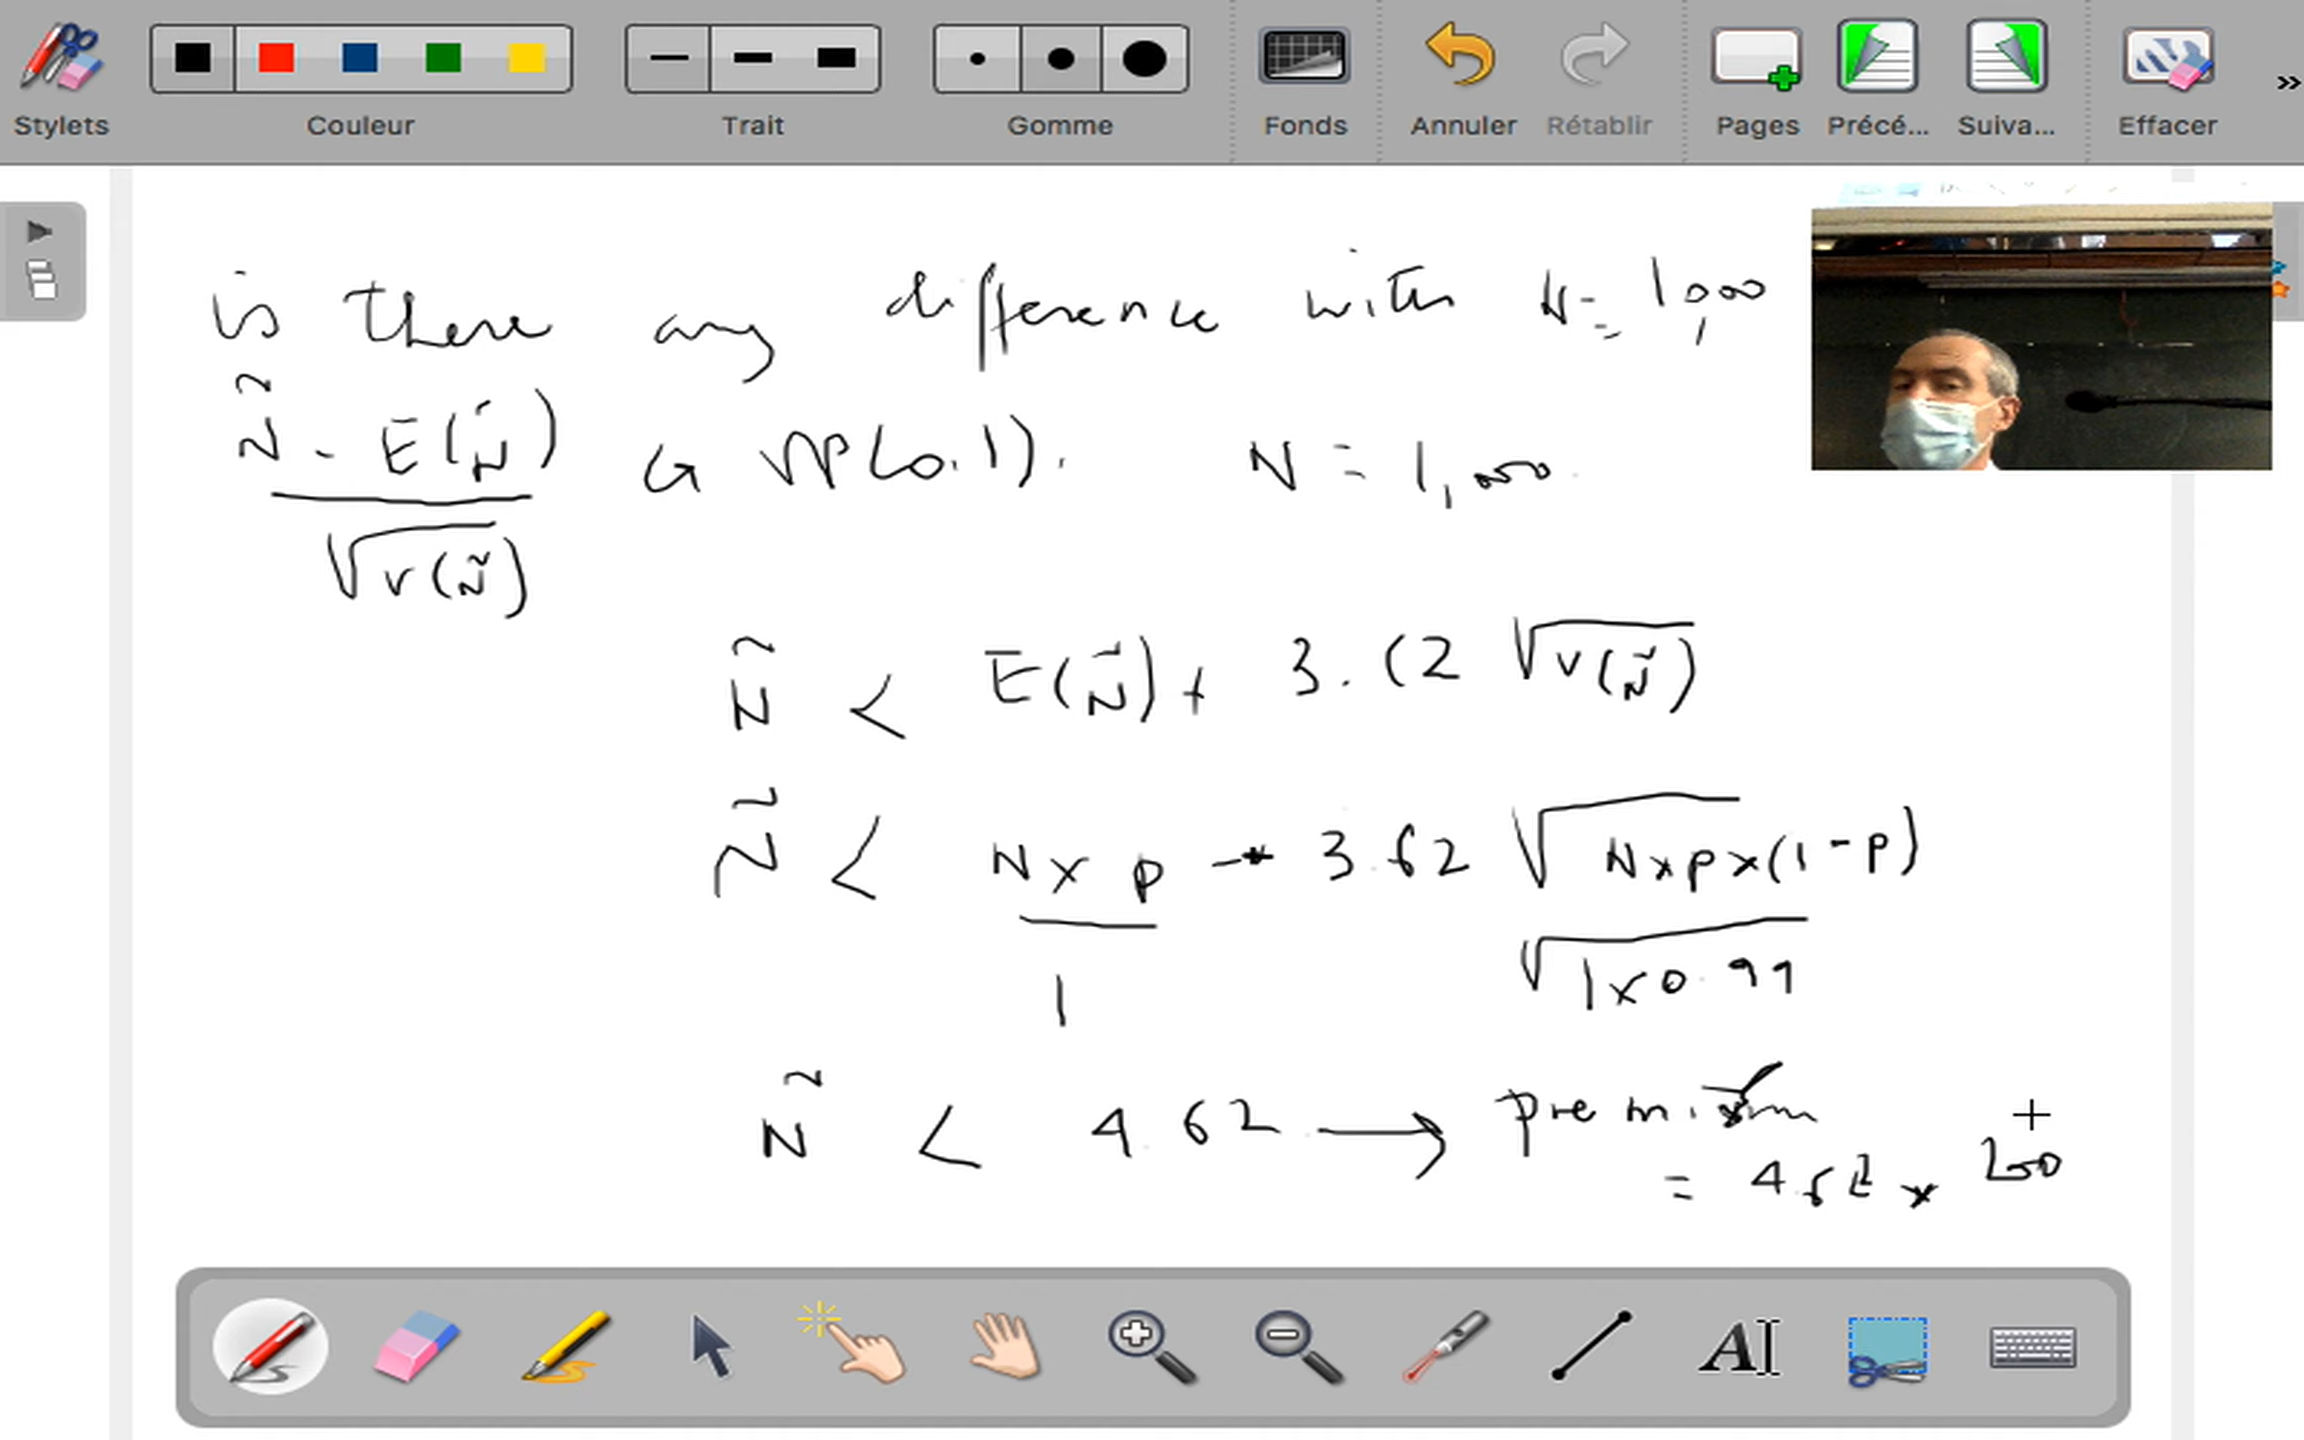 Stylets Couleur Trait Gomme Fonds Annuler Rétablir Pages Précé... Suiva... Effacer
is there any difference with N = 1,000
Ñ - E(Ñ) / √V(Ñ) G N(0,1). N = 1,000.
Ñ < E(Ñ) + 3.62 √V(Ñ)
Ñ < N x p + 3.62 √N x p x (1-p)
1 √1 x 0.99
Ñ < 4.62 → premium
= 4.62 x 200
AI